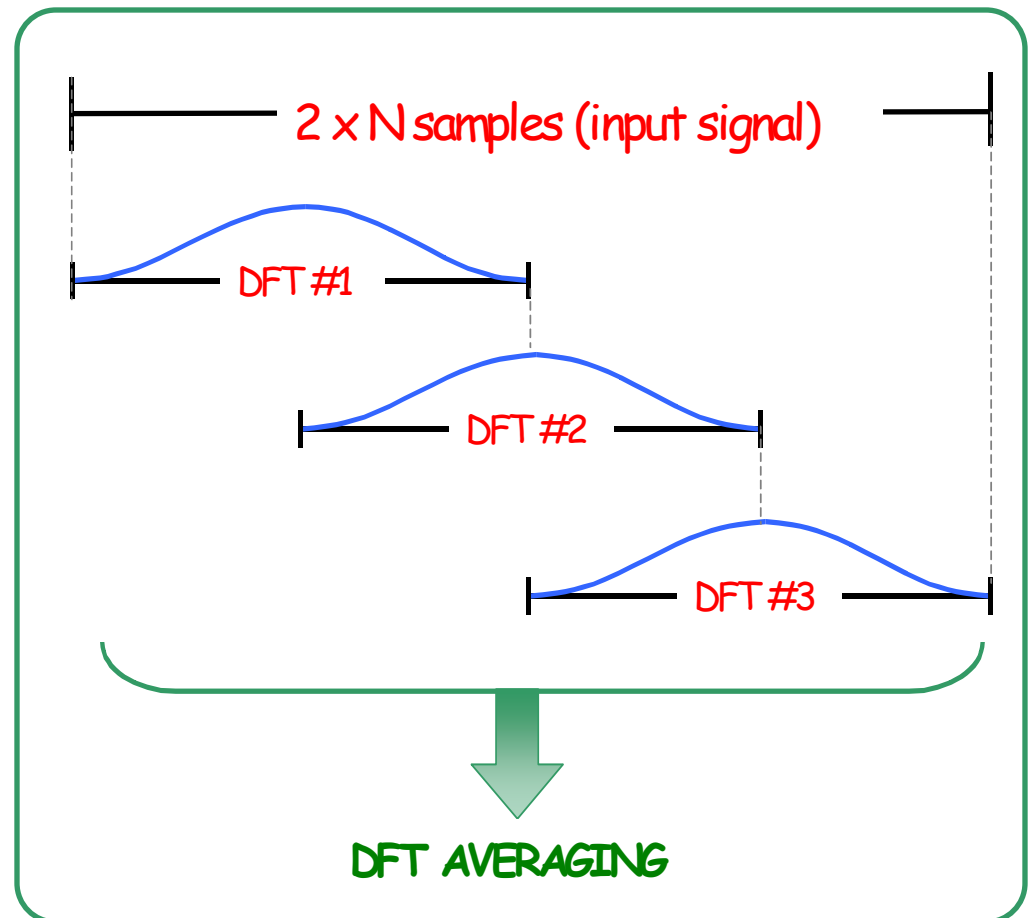 2 x N samples (input signal)
DFT #1
DFT #2
DFT #3
DFT AVERAGING